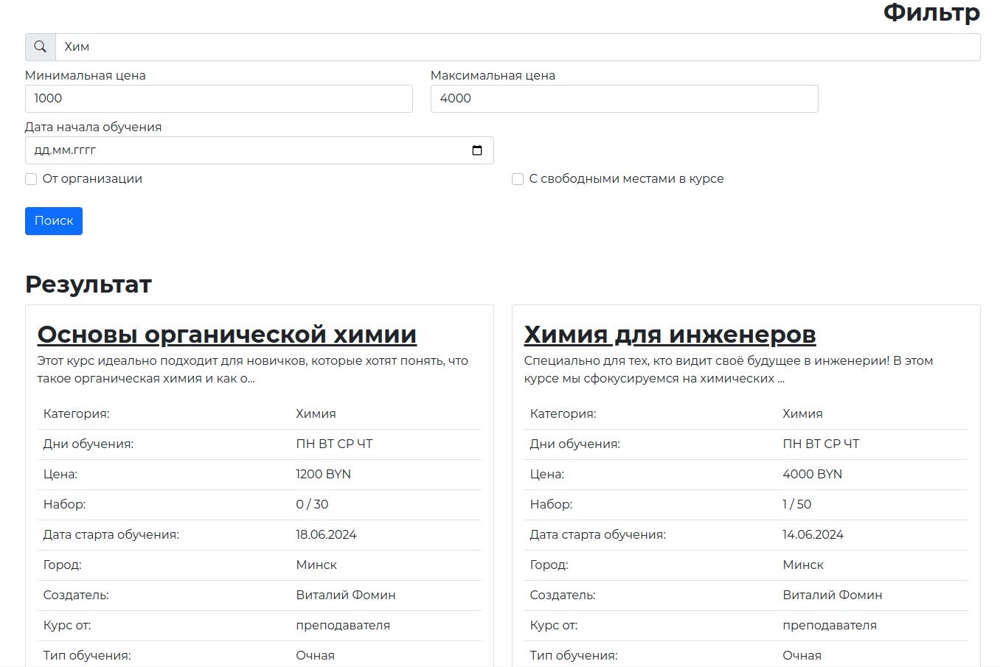 Фильтр
Хим
Минимальная цена
Максимальная цена
1000
4000
Дата начала обучения
дд.мм.гггг
От организации
С свободными местами в курсе
Поиск
Результат
Основы органической химии
Этот курс идеально подходит для новичков, которые хотят понять, что
такое органическая химия и как о...
Категория: Химия
Дни обучения: ПН ВТ СР ЧТ
Цена: 1200 BYN
Набор: 0 / 30
Дата старта обучения: 18.06.2024
Город: Минск
Создатель: Виталий Фомин
Курс от: преподавателя
Тип обучения: Очная
Химия для инженеров
Специально для тех, кто видит своё будущее в инженерии! В этом
курсе мы сфокусируемся на химических ...
Категория: Химия
Дни обучения: ПН ВТ СР ЧТ
Цена: 4000 BYN
Набор: 1 / 50
Дата старта обучения: 14.06.2024
Город: Минск
Создатель: Виталий Фомин
Курс от: преподавателя
Тип обучения: Очная